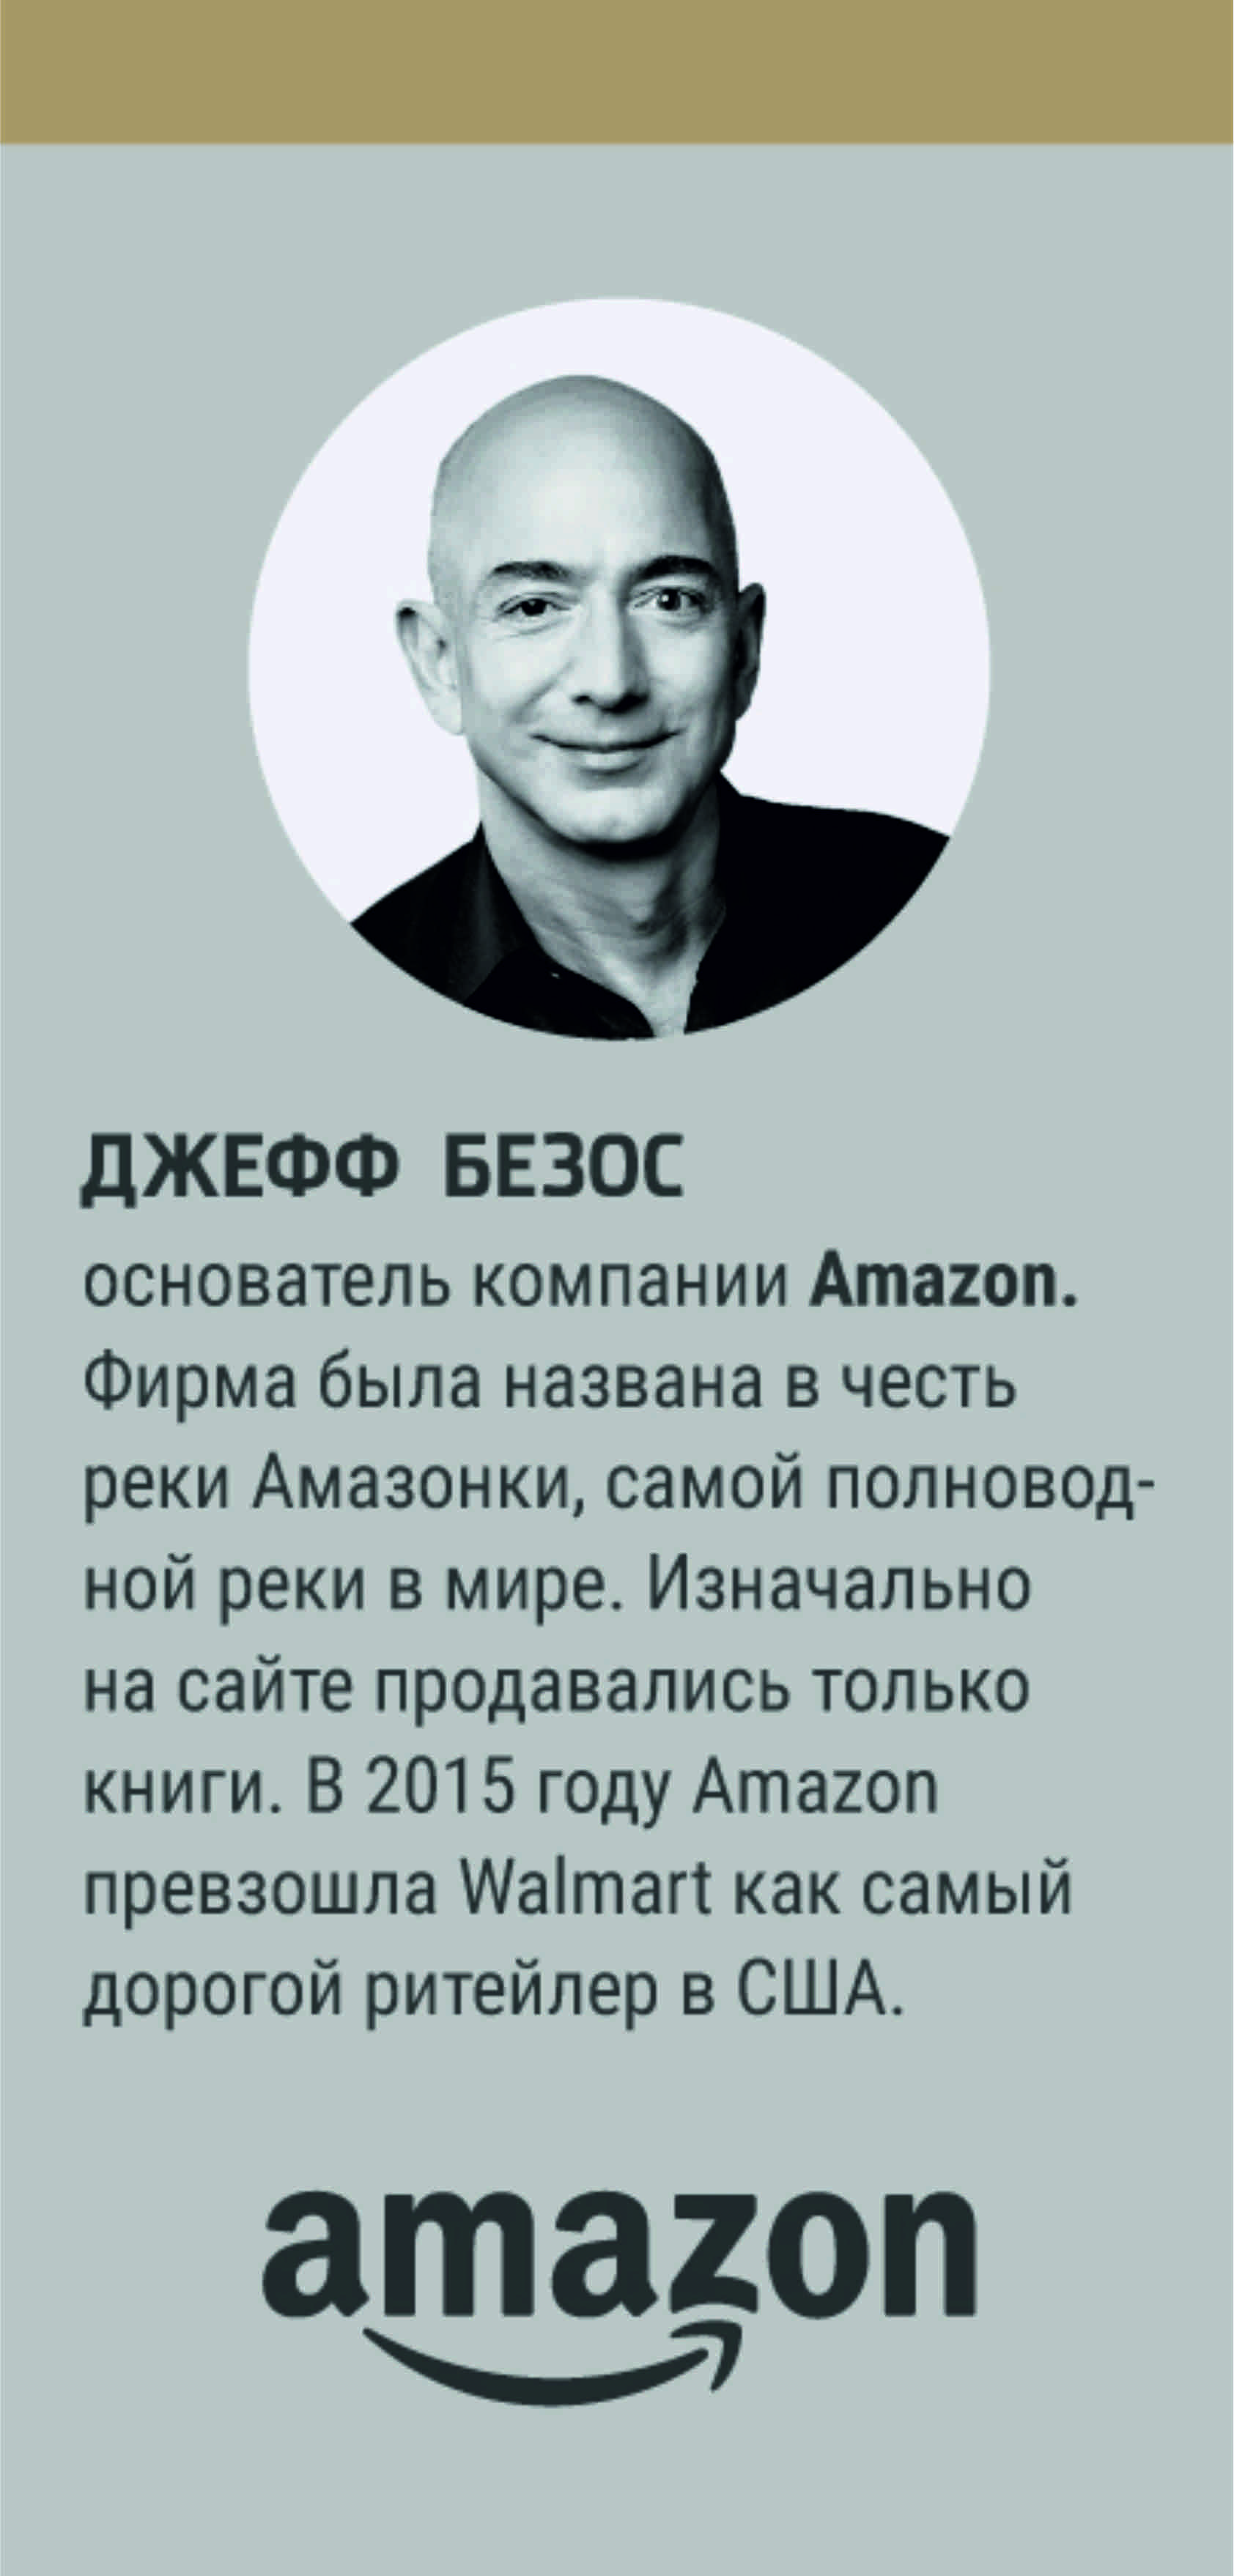 ДЖЕФФ БЕЗОС
основатель компании Amazon.
Фирма была названа в честь
реки Амазонки, самой полновод-
ной реки в мире. Изначально
на сайте продавались только
книги. В 2015 году Amazon
превзошла Walmart как самый
дорогой ритейлер в США.
amazon